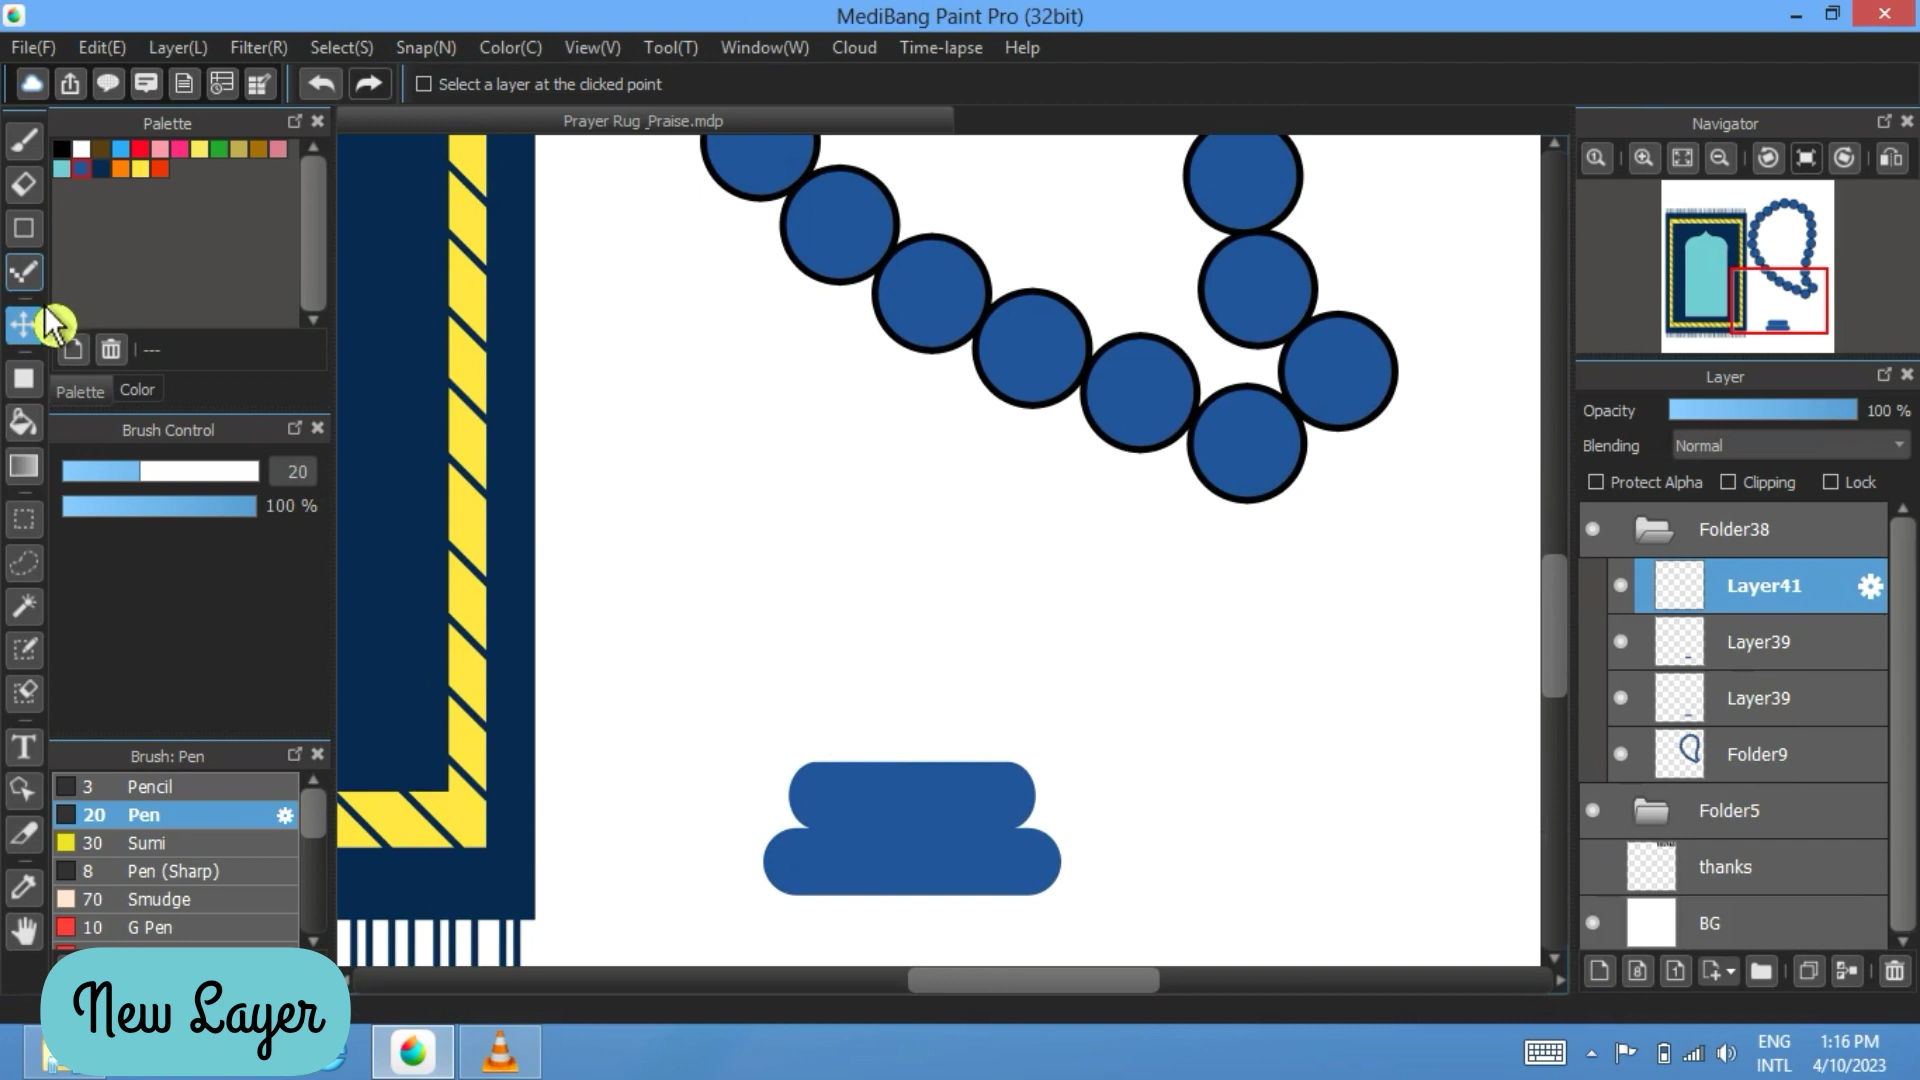 MediBang Paint Pro (32bit)
File(F) Edit(E) Layer(L) Filter(R) Select(S) Snap(N) Color(C) View(V) Tool(T) Window(W) Cloud Time-lapse Help
Select a layer at the clicked point
Palette
Prayer Rug_Praise.mdp
Navigator
---
Palette Color
Brush Control
20
100 %
Brush: Pen
3 Pencil
20 Pen
30 Sumi
8 Pen (Sharp)
70 Smudge
10 G Pen
T
Layer
Opacity 100 %
Blending Normal
Protect Alpha Clipping Lock
Folder38
Layer41
Layer39
Layer39
Folder9
Folder5
thanks
BG
New Layer
ENG
INTL
1:16 PM
4/10/2023